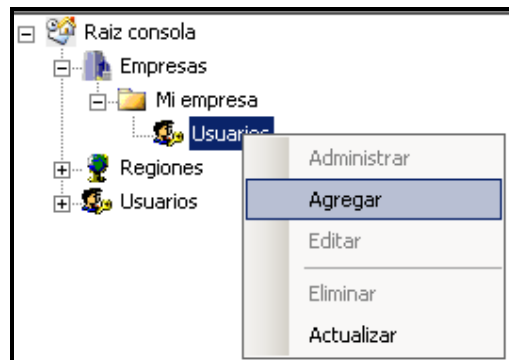 Raiz consola
Empresas
Mi empresa
Usuarios
Administrar
Regiones
Agregar
Usuarios
Editar
Eliminar
Actualizar